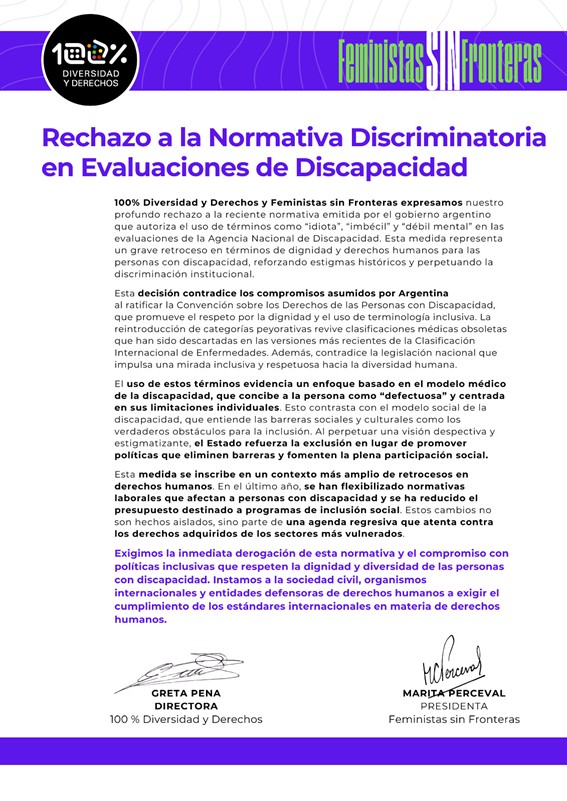 100%
DIVERSIDAD
Y DERECHOS
Feministas SIN Fronteras
Rechazo a la Normativa Discriminatoria
en Evaluaciones de Discapacidad
100% Diversidad y Derechos y Feministas sin Fronteras expresamos nuestro
profundo rechazo a la reciente normativa emitida por el gobierno argentino
que autoriza el uso de términos como “idiota”, “imbécil” y “débil mental” en las
evaluaciones de la Agencia Nacional de Discapacidad. Esta medida representa
un grave retroceso en términos de dignidad y derechos humanos para las
personas con discapacidad, reforzando estigmas históricos y perpetuando la
discriminación institucional.
Esta decisión contradice los compromisos asumidos por Argentina
al ratificar la Convención sobre los Derechos de las Personas con Discapacidad,
que promueve el respeto por la dignidad y el uso de terminología inclusiva. La
reintroducción de categorías peyorativas revive clasificaciones médicas obsoletas
que han sido descartadas en las versiones más recientes de la Clasificación
Internacional de Enfermedades. Además, contradice la legislación nacional que
impulsa una mirada inclusiva y respetuosa hacia la diversidad humana.
El uso de estos términos evidencia un enfoque basado en el modelo médico
de la discapacidad, que concibe a la persona como “defectuosa” y centrada
en sus limitaciones individuales. Esto contrasta con el modelo social de la
discapacidad, que entiende las barreras sociales y culturales como los
verdaderos obstáculos para la inclusión. Al perpetuar una visión despectiva y
estigmatizante, el Estado refuerza la exclusión en lugar de promover
políticas que eliminen barreras y fomenten la plena participación social.
Esta medida se inscribe en un contexto más amplio de retrocesos en
derechos humanos. En el último año, se han flexibilizado normativas
laborales que afectan a personas con discapacidad y se ha reducido el
presupuesto destinado a programas de inclusión social. Estos cambios no
son hechos aislados, sino parte de una agenda regresiva que atenta contra
los derechos adquiridos de los sectores más vulnerados.
Exigimos la inmediata derogación de esta normativa y el compromiso con
políticas inclusivas que respeten la dignidad y diversidad de las personas
con discapacidad. Instamos a la sociedad civil, organismos
internacionales y entidades defensoras de derechos humanos a exigir el
cumplimiento de los estándares internacionales en materia de derechos
humanos.
MCPerceval
GRETA PENA
DIRECTORA
100 % Diversidad y Derechos
MARITA PERCEVAL
PRESIDENTA
Feministas sin Fronteras